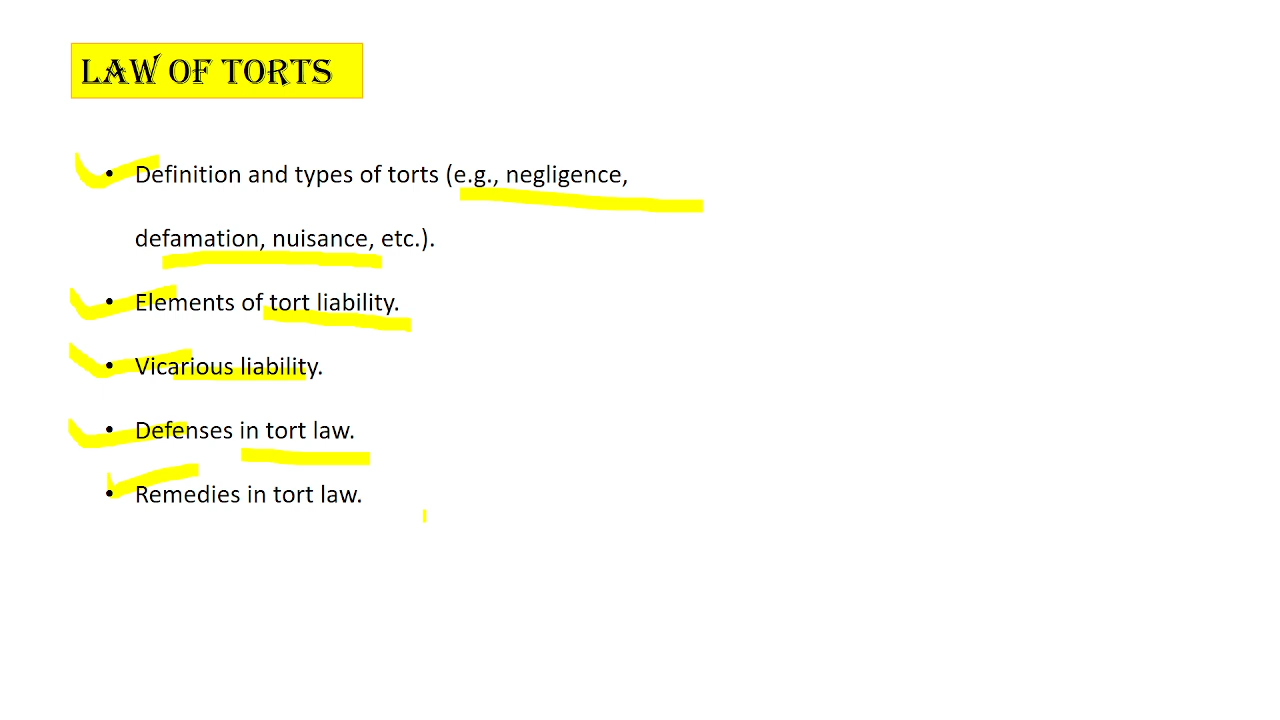 LAW OF TORTS
• Definition and types of torts (e.g., negligence,
defamation, nuisance, etc.).
• Elements of tort liability.
• Vicarious liability.
• Defenses in tort law.
• Remedies in tort law.